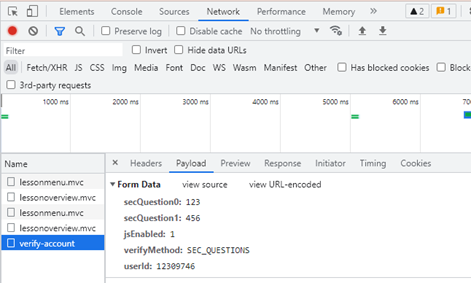 Elements Console Sources Network Performance Memory » 2 1
Preserve log Disable cache No throttling
Filter Invert Hide data URLs
All Fetch/XHR JS CSS Img Media Font Doc WS Wasm Manifest Other Has blocked cookies Block
3rd-party requests
1000 ms 2000 ms 3000 ms 4000 ms 5000 ms 6000 ms 70
Name × Headers Payload Preview Response Initiator Timing Cookies
lessonmenu.mvc ▼ Form Data view source view URL-encoded
lessonoverview.mvc secQuestion0: 123
lessonmenu.mvc secQuestion1: 456
lessonoverview.mvc jsEnabled: 1
verify-account verifyMethod: SEC_QUESTIONS
userId: 12309746